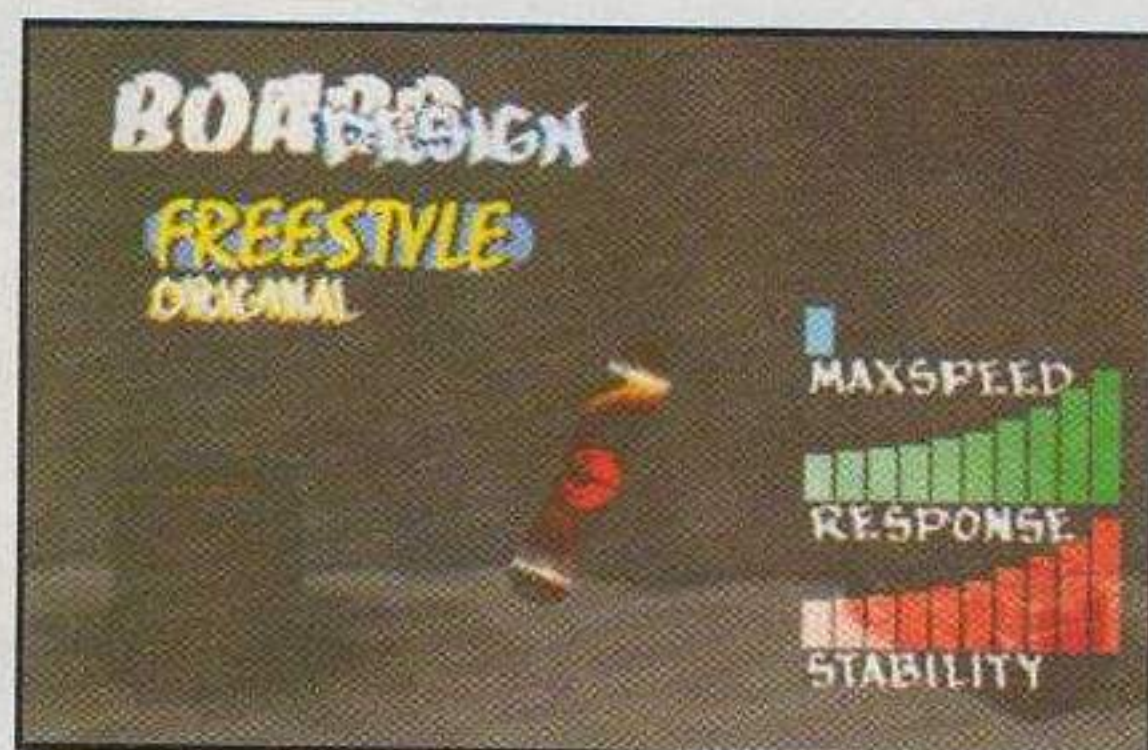 BOARD DESIGN
FREESTYLE
ORIGINAL
MAXSPEED
RESPONSE
STABILITY